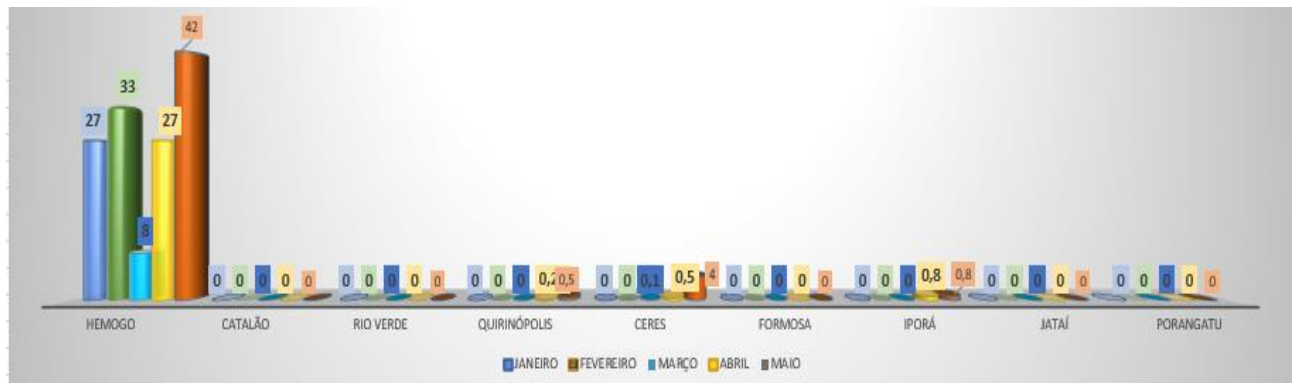 42
33
27
27
8
0 0 0 0 0
0 0 0 0 0
0 0 0 0,2 0,5
0 0 0,1 0,5 4
0 0 0 0 0
0 0 0 0,8 0,8
0 0 0 0 0
0 0 0 0 0
HEMOGO CATALÃO RIO VERDE QUIRINÓPOLIS CERES FORMOSA IPORÁ JATAÍ PORANGATU
JANEIRO FEVEREIRO MARÇO ABRIL MAIO